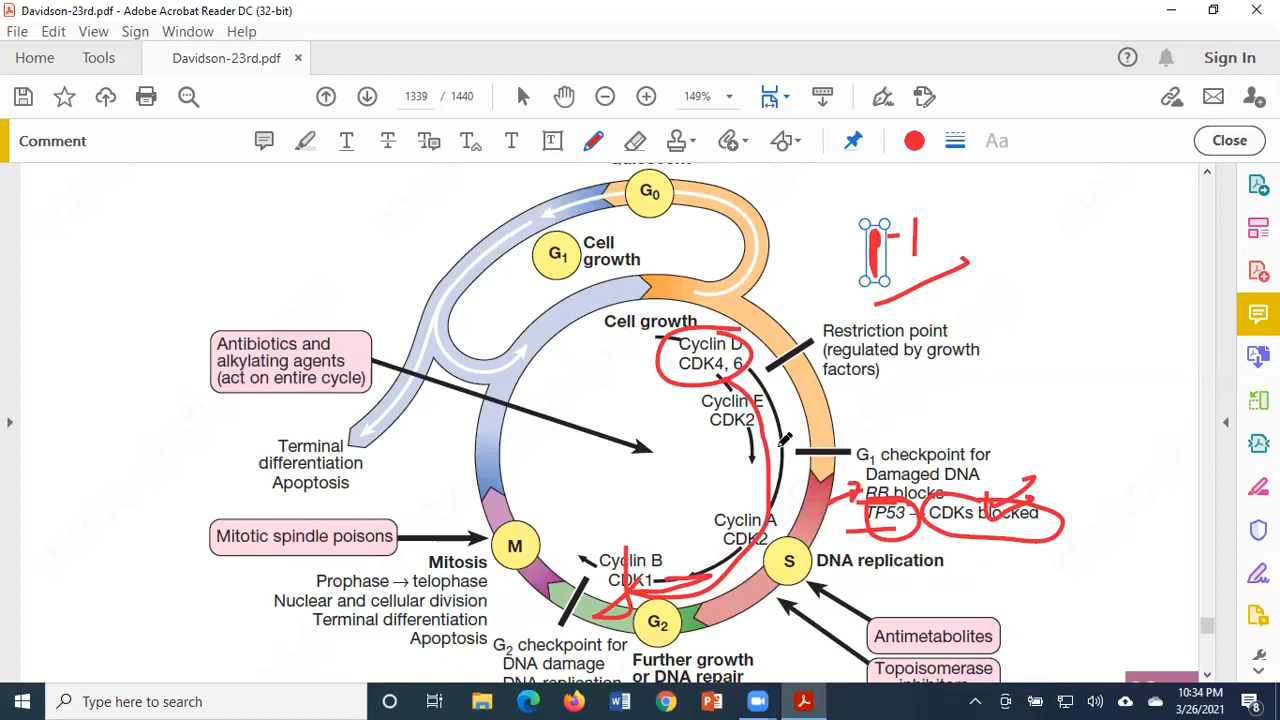 Davidson-23rd.pdf - Adobe Acrobat Reader DC (32-bit)
File Edit View Sign Window Help
Home Tools Davidson-23rd.pdf × Sign In
1339 / 1440 149%
Comment Aa Close
G0
G1 Cell
growth
Cell growth
Cyclin D
CDK4, 6
Restriction point
(regulated by growth
factors)
Antibiotics and
alkylating agents
(act on entire cycle)
Cyclin E
CDK2
Terminal
differentiation
Apoptosis
G1 checkpoint for
Damaged DNA
RB blocks
TP53 – CDKs blocked
Cyclin A
CDK2
Mitotic spindle poisons
M
Cyclin B
CDK1
S DNA replication
Mitosis
Prophase → telophase
Nuclear and cellular division
Terminal differentiation
Apoptosis
G2
G2 checkpoint for
DNA damage
Further growth
or DNA repair
Antimetabolites
Topoisomerase
Type here to search
10:34 PM
3/26/2021
8